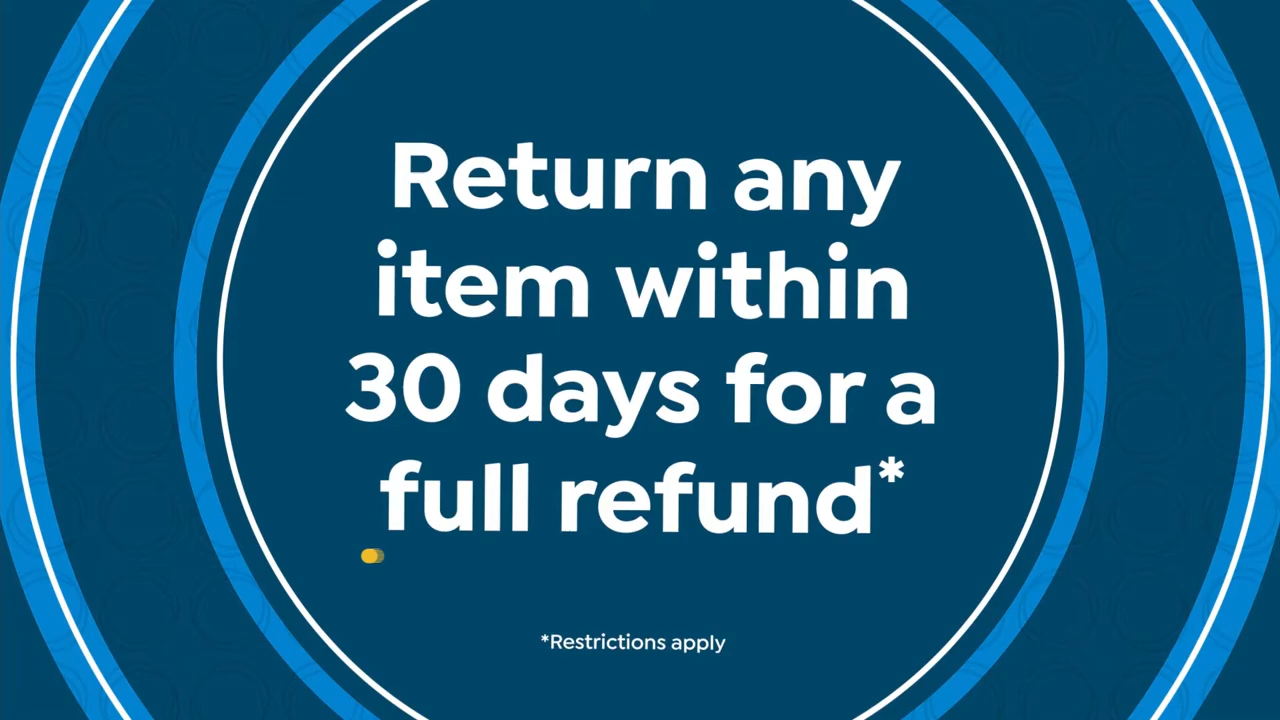 Return any
item within
30 days for a
full refund*
*Restrictions apply